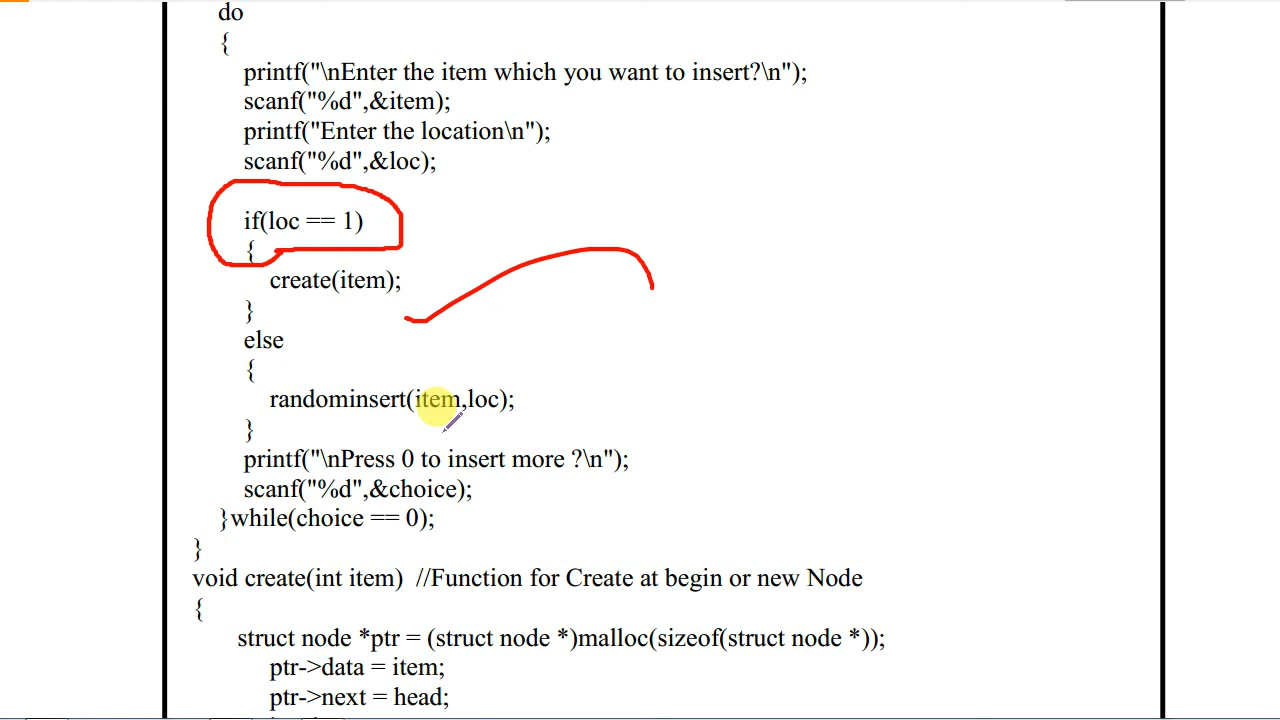 do
{
printf("\nEnter the item which you want to insert?\n");
scanf("%d",&item);
printf("Enter the location\n");
scanf("%d",&loc);
if(loc == 1)
{
create(item);
}
else
{
randominsert(item,loc);
}
printf("\nPress 0 to insert more ?\n");
scanf("%d",&choice);
}while(choice == 0);
}
void create(int item)  //Function for Create at begin or new Node
{
struct node *ptr = (struct node *)malloc(sizeof(struct node *));
ptr->data = item;
ptr->next = head;